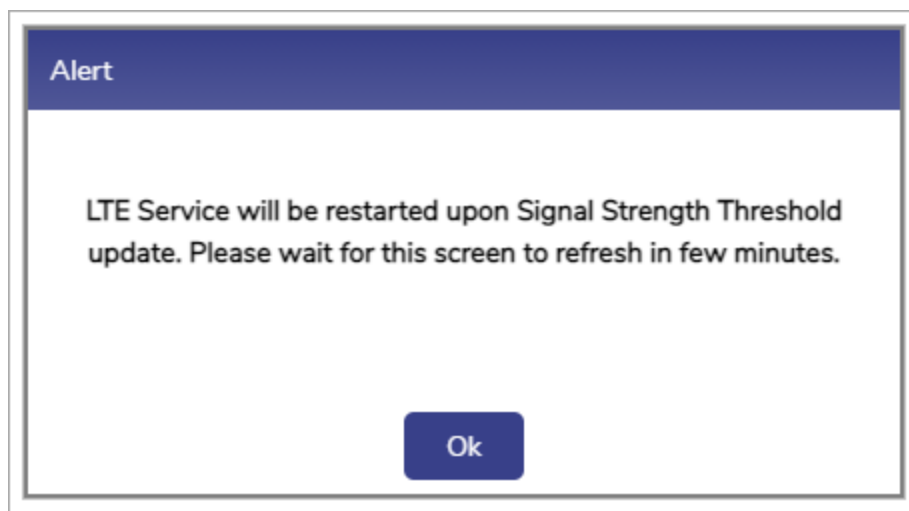 Alert
LTE Service will be restarted upon Signal Strength Threshold
update. Please wait for this screen to refresh in few minutes.
Ok